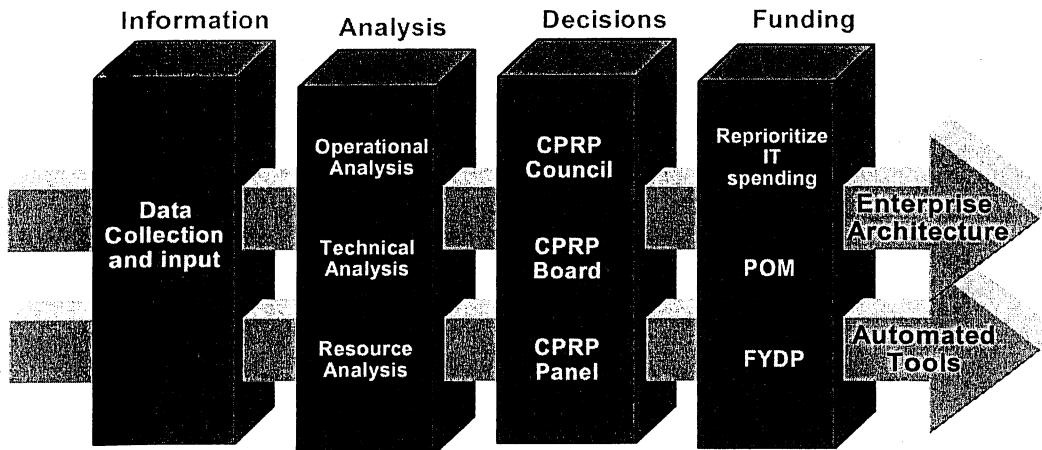 Information
Analysis
Decisions
Funding
Data
Collection
and input
Operational
Analysis
Technical
Analysis
Resource
Analysis
CPRP
Council
CPRP
Board
CPRP
Panel
Reprioritize
IT
spending
POM
FYDP
Enterprise
Architecture
Automated
Tools